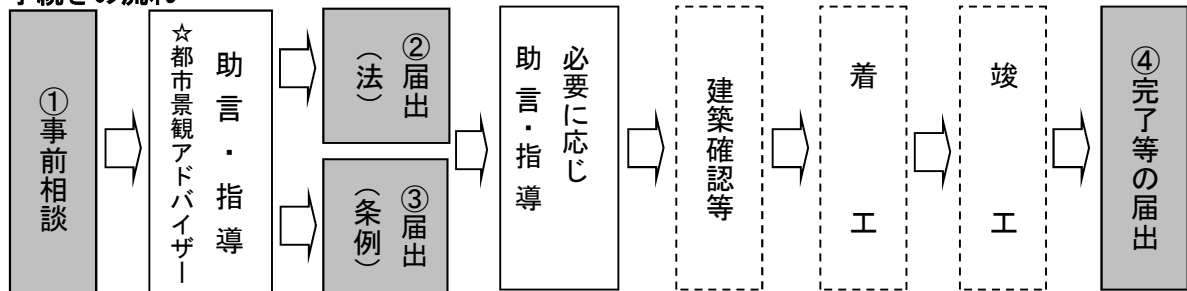 手続きの流れ
①事前相談
助言・指導
☆都市景観アドバイザー
②届出
（法）
③届出
（条例）
必要に応じ
助言・指導
建築確認等
着工
竣工
④完了等の届出